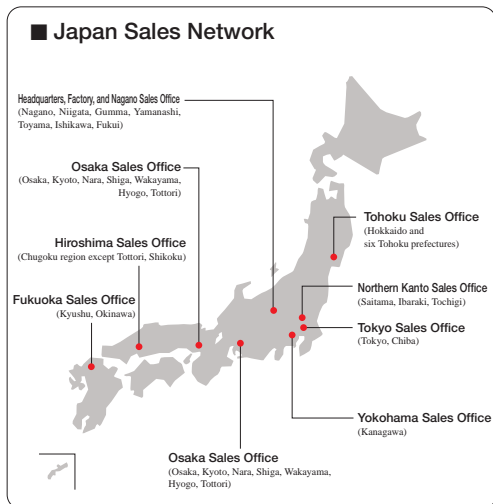 ■ Japan Sales Network
Headquarters, Factory, and Nagano Sales Office
(Nagano, Niigata, Gumma, Yamanashi,
Toyama, Ishikawa, Fukui)
Osaka Sales Office
(Osaka, Kyoto, Nara, Shiga, Wakayama,
Hyogo, Tottori)
Hiroshima Sales Office
(Chugoku region except Tottori, Shikoku)
Fukuoka Sales Office
(Kyushu, Okinawa)
Tohoku Sales Office
(Hokkaido and
six Tohoku prefectures)
Northern Kanto Sales Office
(Saitama, Ibaraki, Tochigi)
Tokyo Sales Office
(Tokyo, Chiba)
Yokohama Sales Office
(Kanagawa)
Osaka Sales Office
(Osaka, Kyoto, Nara, Shiga, Wakayama,
Hyogo, Tottori)